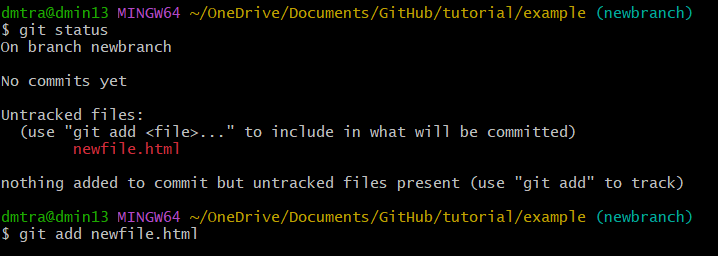 dmtra@dmin13 MINGW64 ~/OneDrive/Documents/GitHub/tutorial/example (newbranch)
$ git status
On branch newbranch

No commits yet

Untracked files:
  (use "git add <file>..." to include in what will be committed)
        newfile.html

nothing added to commit but untracked files present (use "git add" to track)

dmtra@dmin13 MINGW64 ~/OneDrive/Documents/GitHub/tutorial/example (newbranch)
$ git add newfile.html